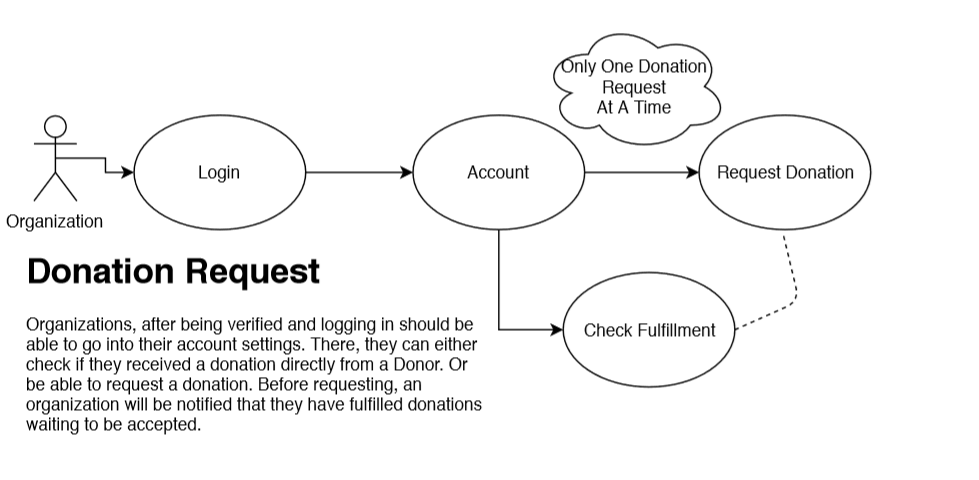 Only One Donation
Request
At A Time
Login
Account
Request Donation
Organization
Donation Request
Check Fulfillment
Organizations, after being verified and logging in should be
able to go into their account settings. There, they can either
check if they received a donation directly from a Donor. Or
be able to request a donation. Before requesting, an
organization will be notified that they have fulfilled donations
waiting to be accepted.